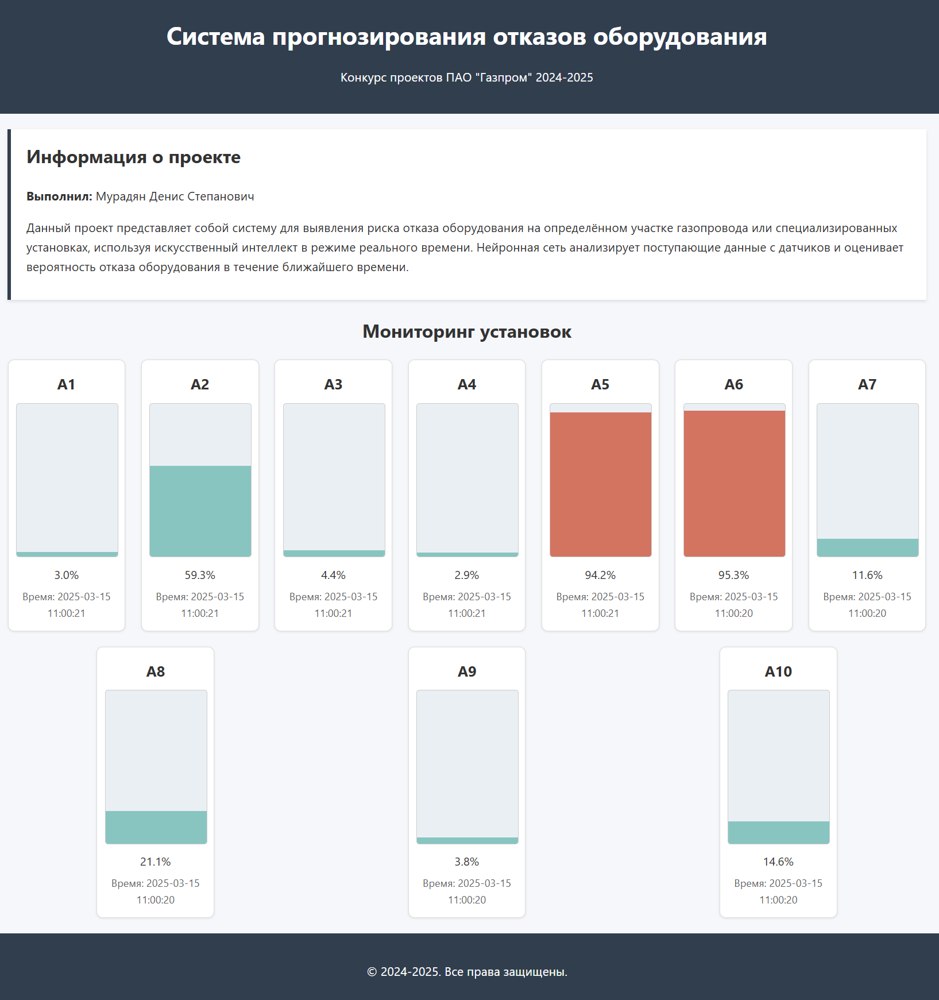 Система прогнозирования отказов оборудования
Конкурс проектов ПАО "Газпром" 2024-2025
Информация о проекте
Выполнил: Мурадян Денис Степанович
Данный проект представляет собой систему для выявления риска отказа оборудования на определённом участке газопровода или специализированных
установках, используя искусственный интеллект в режиме реального времени. Нейронная сеть анализирует поступающие данные с датчиков и оценивает
вероятность отказа оборудования в течение ближайшего времени.
Мониторинг установок
A1
3.0%
Время: 2025-03-15
11:00:21
A2
59.3%
Время: 2025-03-15
11:00:21
A3
4.4%
Время: 2025-03-15
11:00:21
A4
2.9%
Время: 2025-03-15
11:00:21
A5
94.2%
Время: 2025-03-15
11:00:21
A6
95.3%
Время: 2025-03-15
11:00:20
A7
11.6%
Время: 2025-03-15
11:00:20
A8
21.1%
Время: 2025-03-15
11:00:20
A9
3.8%
Время: 2025-03-15
11:00:20
A10
14.6%
Время: 2025-03-15
11:00:20
© 2024-2025. Все права защищены.